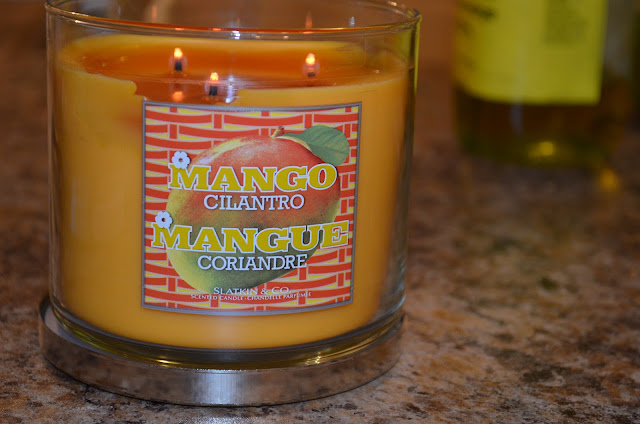 MANGO
CILANTRO
MANGUE
CORIANDRE
SLATKIN & CO.
SCENTED CANDLE · CHANDELLE PARFUMÉE